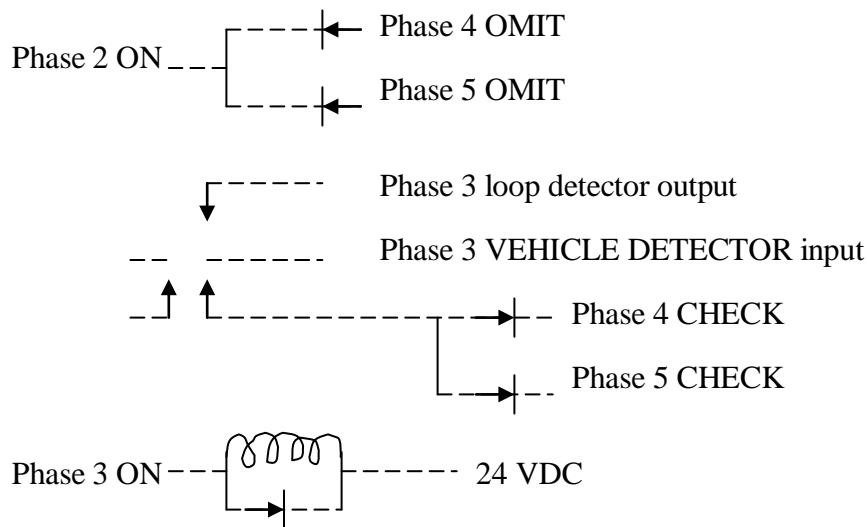 Phase 4 OMIT
Phase 2 ON
Phase 5 OMIT
Phase 3 loop detector output
Phase 3 VEHICLE DETECTOR input
Phase 4 CHECK
Phase 5 CHECK
Phase 3 ON
24 VDC